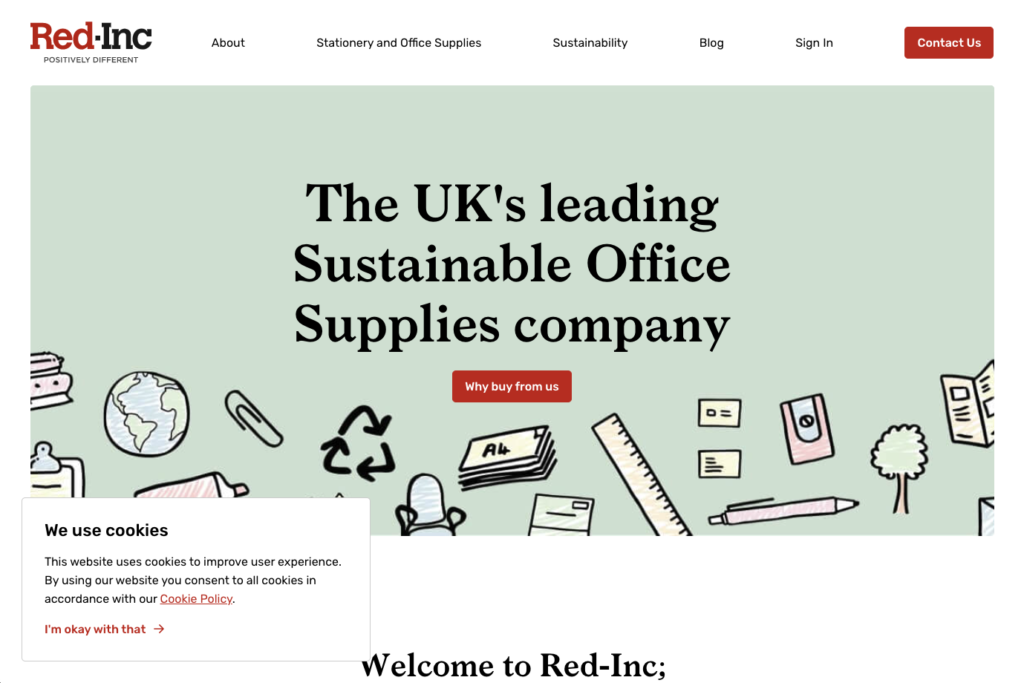 Red·Inc
POSITIVELY DIFFERENT
About
Stationery and Office Supplies
Sustainability
Blog
Sign In
Contact Us
The UK's leading
Sustainable Office
Supplies company
Why buy from us
A4
We use cookies
This website uses cookies to improve user experience.
By using our website you consent to all cookies in
accordance with our Cookie Policy.
I'm okay with that →
Welcome to Red-Inc;